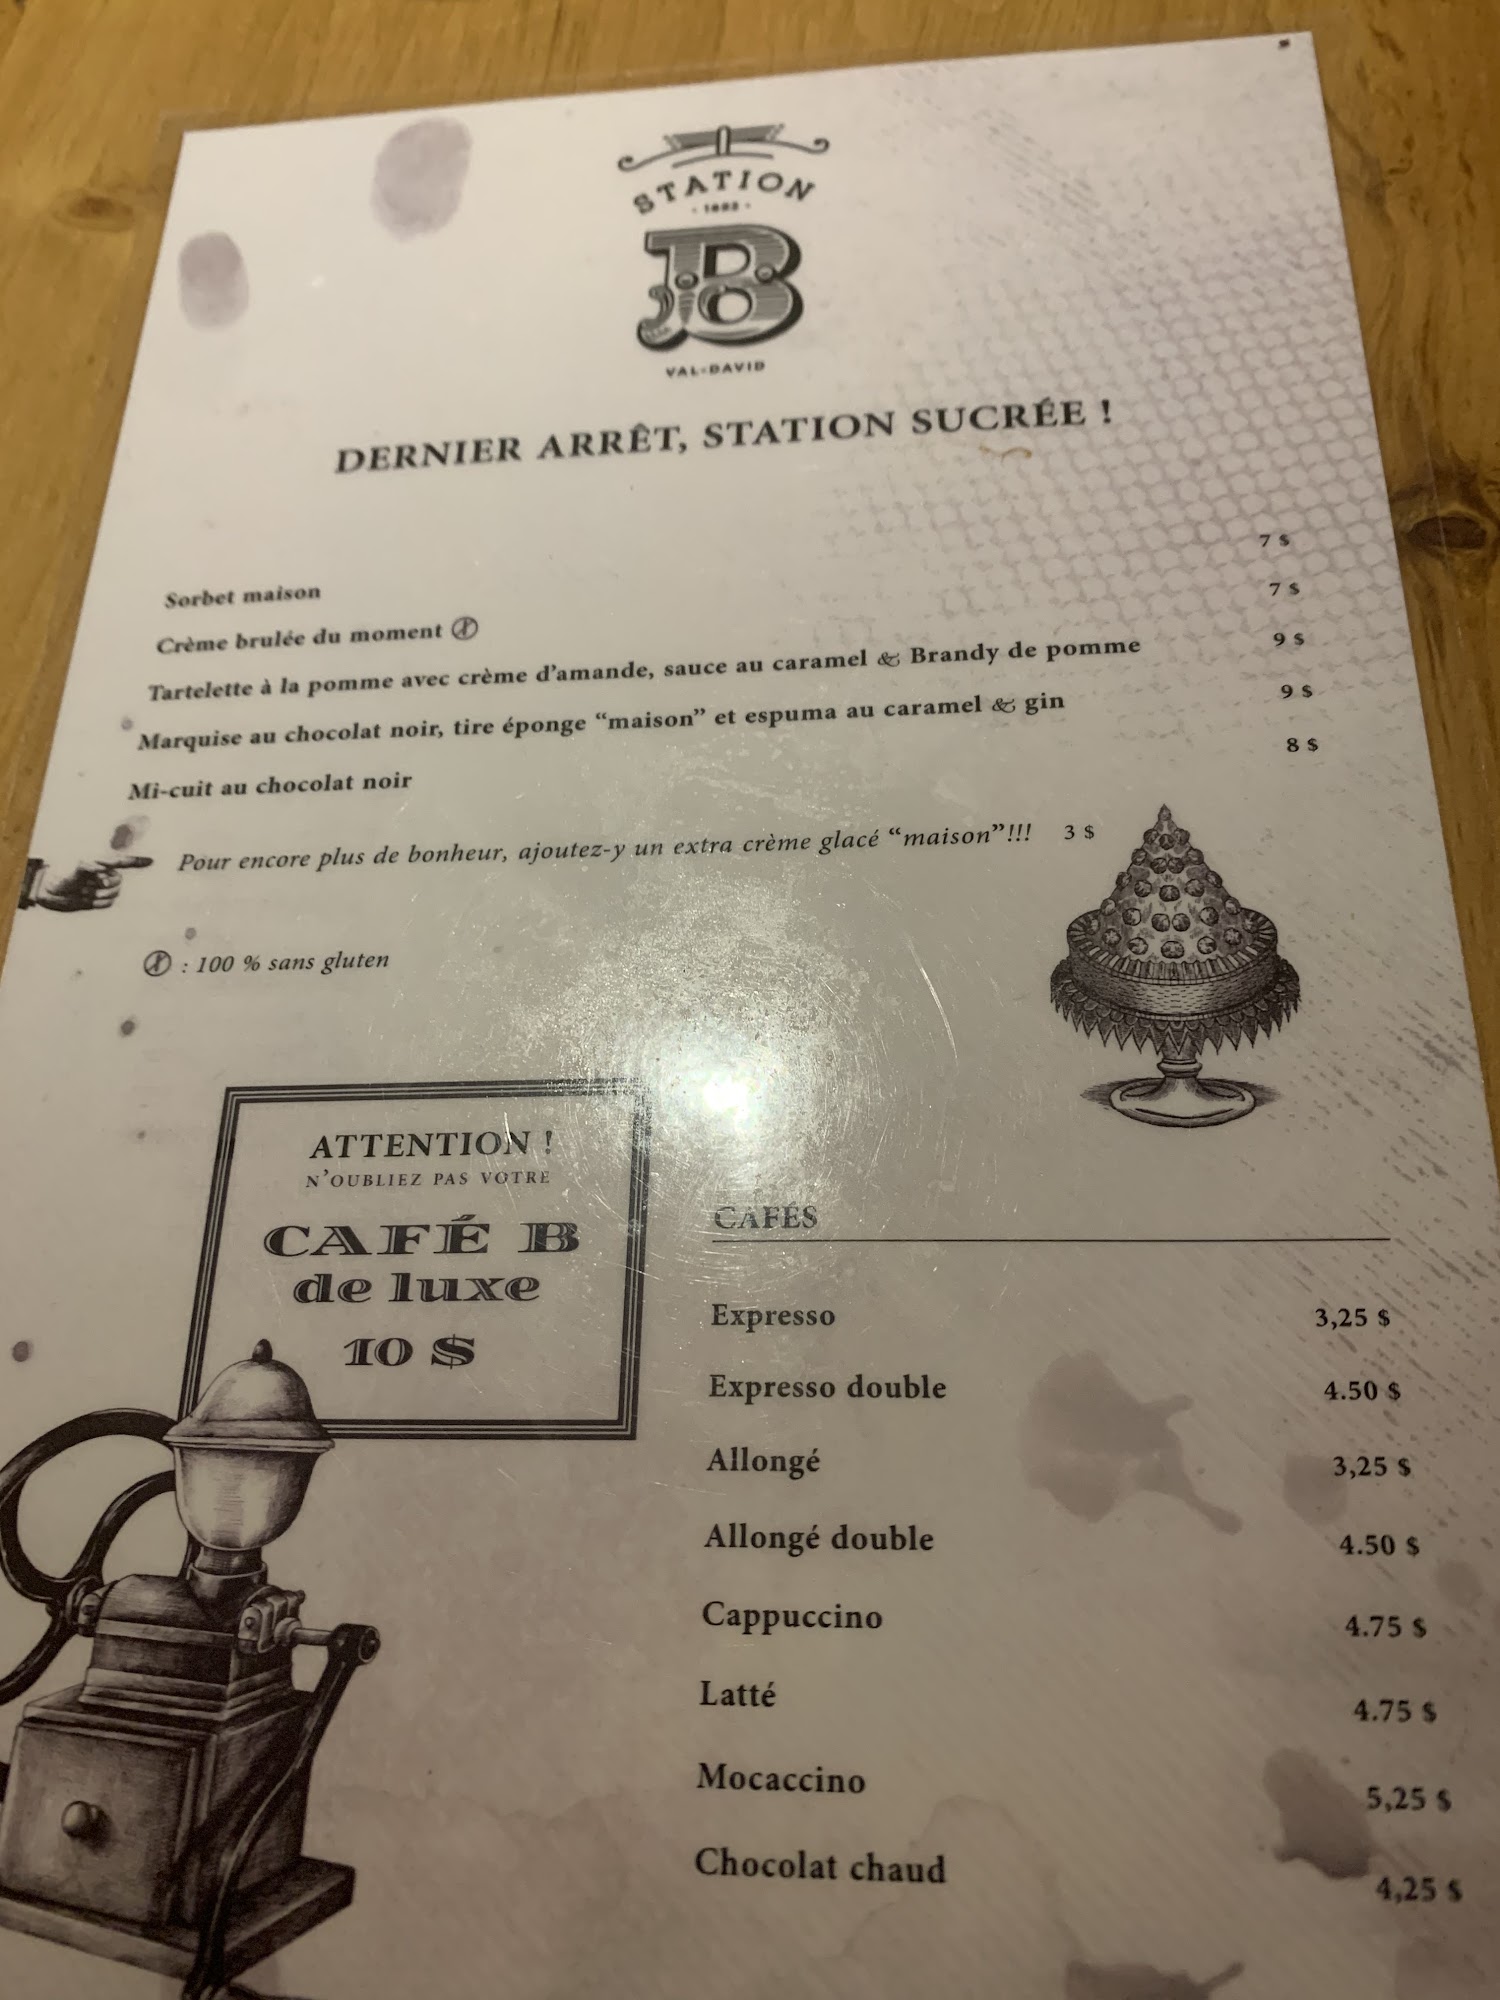 STATION
B
VAL-DAVID
DERNIER ARRÊT, STATION SUCRÉE !
Sorbet maison 7 $
Crème brulée du moment 7 $
Tartelette à la pomme avec crème d'amande, sauce au caramel & Brandy de pomme 9 $
Marquise au chocolat noir, tire éponge “maison” et espuma au caramel & gin 9 $
Mi-cuit au chocolat noir 8 $
Pour encore plus de bonheur, ajoutez-y un extra crème glacé “maison”!!! 3 $
: 100 % sans gluten
ATTENTION !
N'OUBLIEZ PAS VOTRE
CAFÉ B
de luxe
10 $
CAFÉS
Expresso 3,25 $
Expresso double 4.50 $
Allongé 3,25 $
Allongé double 4.50 $
Cappuccino 4.75 $
Latté 4.75 $
Mocaccino 5,25 $
Chocolat chaud 4,25 $